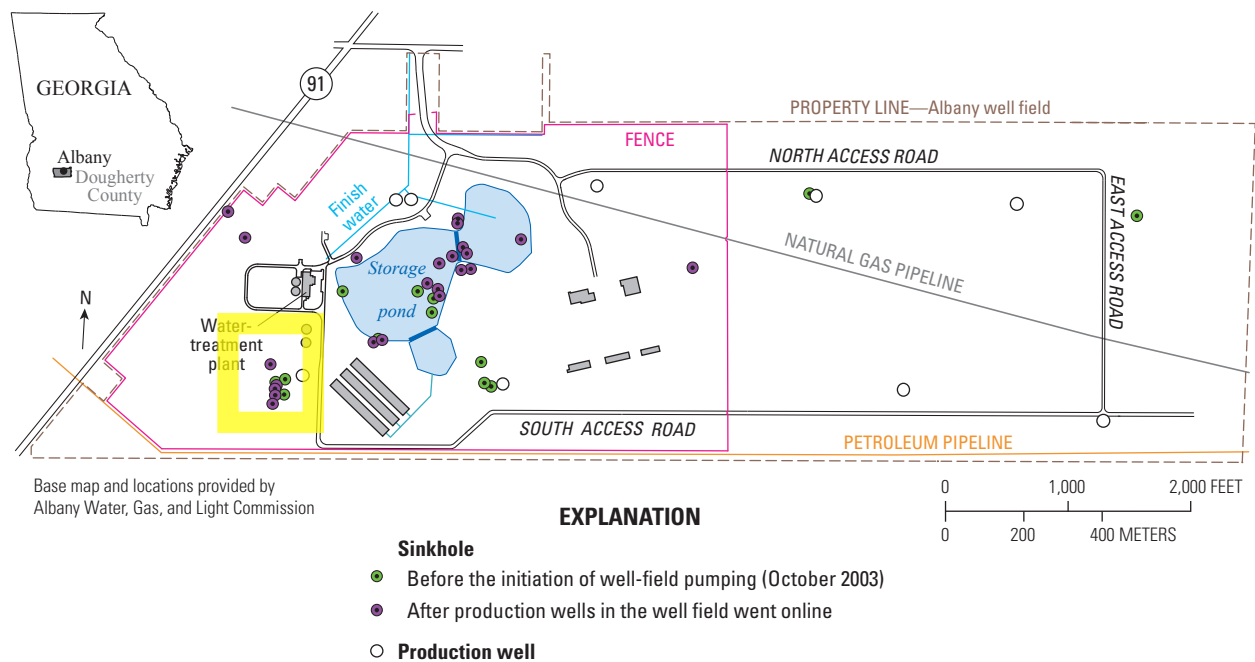 GEORGIA
Albany
Dougherty
County
91
N
PROPERTY LINE—Albany well field
FENCE
NORTH ACCESS ROAD
EAST ACCESS ROAD
NATURAL GAS PIPELINE
Finish
water
Storage
pond
Water-
treatment
plant
SOUTH ACCESS ROAD
PETROLEUM PIPELINE
Base map and locations provided by
Albany Water, Gas, and Light Commission
0 1,000 2,000 FEET
0 200 400 METERS
EXPLANATION
Sinkhole
Before the initiation of well-field pumping (October 2003)
After production wells in the well field went online
Production well